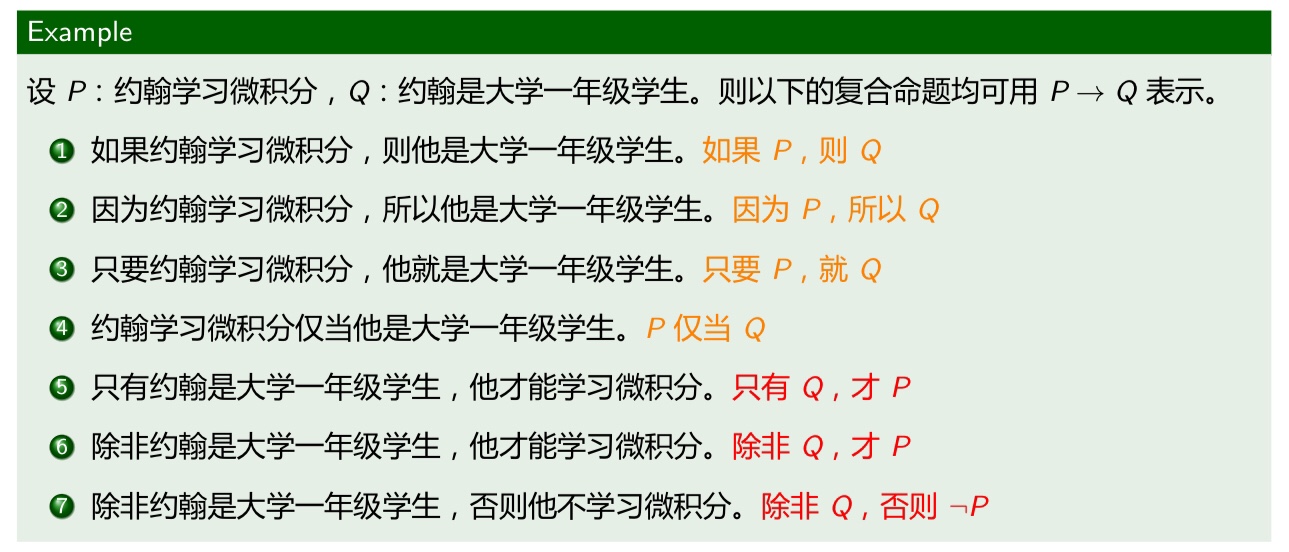 Example
设 P：约翰学习微积分，Q：约翰是大学一年级学生。则以下的复合命题均可用 P → Q 表示。
1 如果约翰学习微积分，则他是大学一年级学生。如果 P，则 Q
2 因为约翰学习微积分，所以他是大学一年级学生。因为 P，所以 Q
3 只要约翰学习微积分，他就是大学一年级学生。只要 P，就 Q
4 约翰学习微积分仅当他是大学一年级学生。P 仅当 Q
5 只有约翰是大学一年级学生，他才能学习微积分。只有 Q，才 P
6 除非约翰是大学一年级学生，他才能学习微积分。除非 Q，才 P
7 除非约翰是大学一年级学生，否则他不学习微积分。除非 Q，否则 ¬P